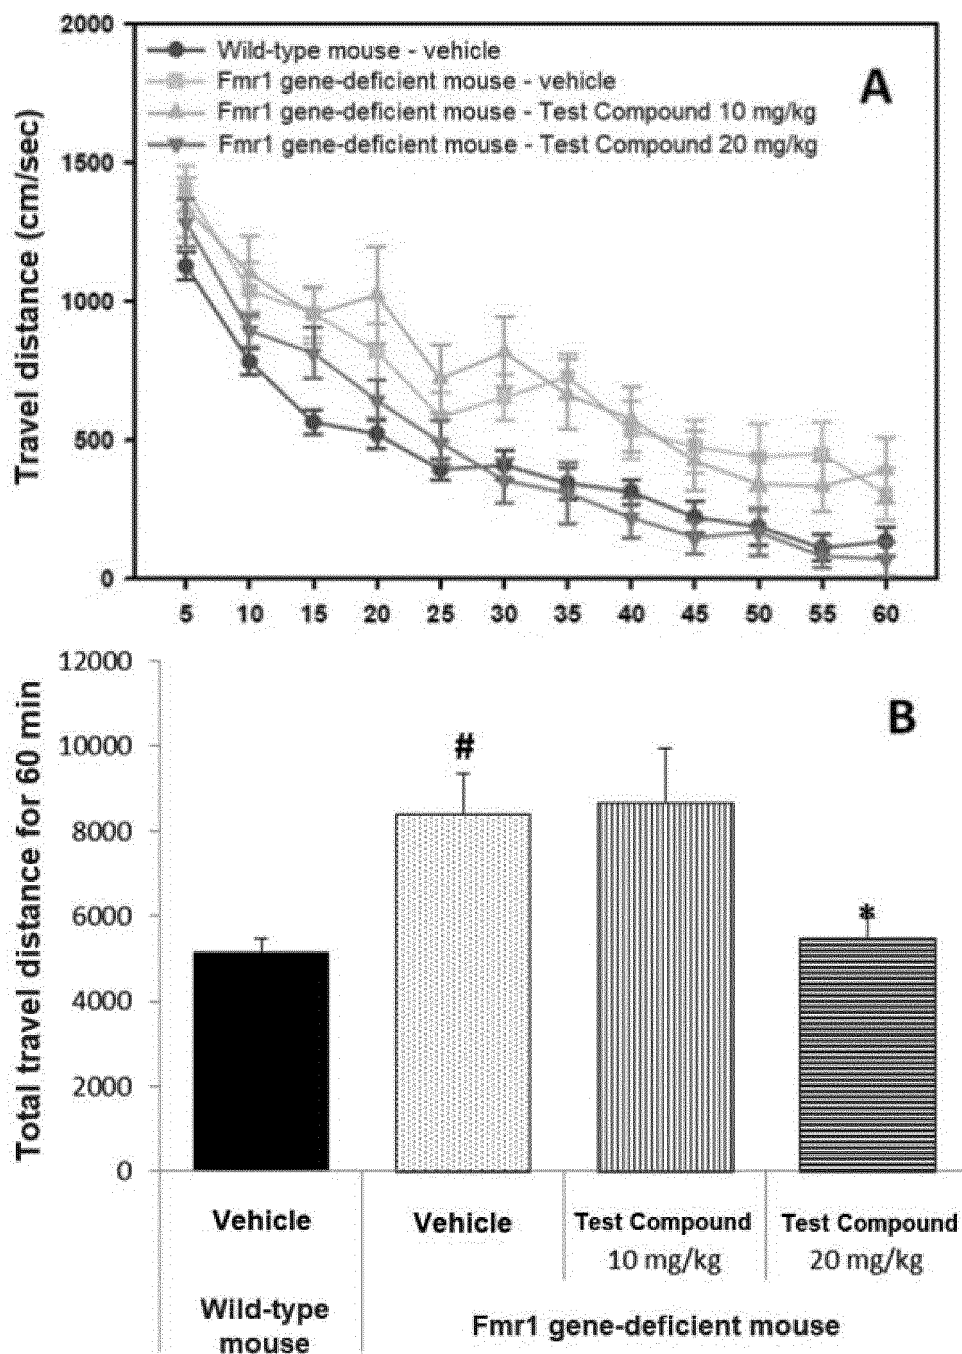 2000
1500
1000
500
0
Travel distance (cm/sec)
Wild-type mouse - vehicle
Fmr1 gene-deficient mouse - vehicle
Fmr1 gene-deficient mouse - Test Compound 10 mg/kg
Fmr1 gene-deficient mouse - Test Compound 20 mg/kg
A
5 10 15 20 25 30 35 40 45 50 55 60
12000
10000
8000
6000
4000
2000
0
Total travel distance for 60 min
B
#
*
Vehicle Vehicle Test Compound Test Compound
10 mg/kg 20 mg/kg
Wild-type
mouse
Fmr1 gene-deficient mouse